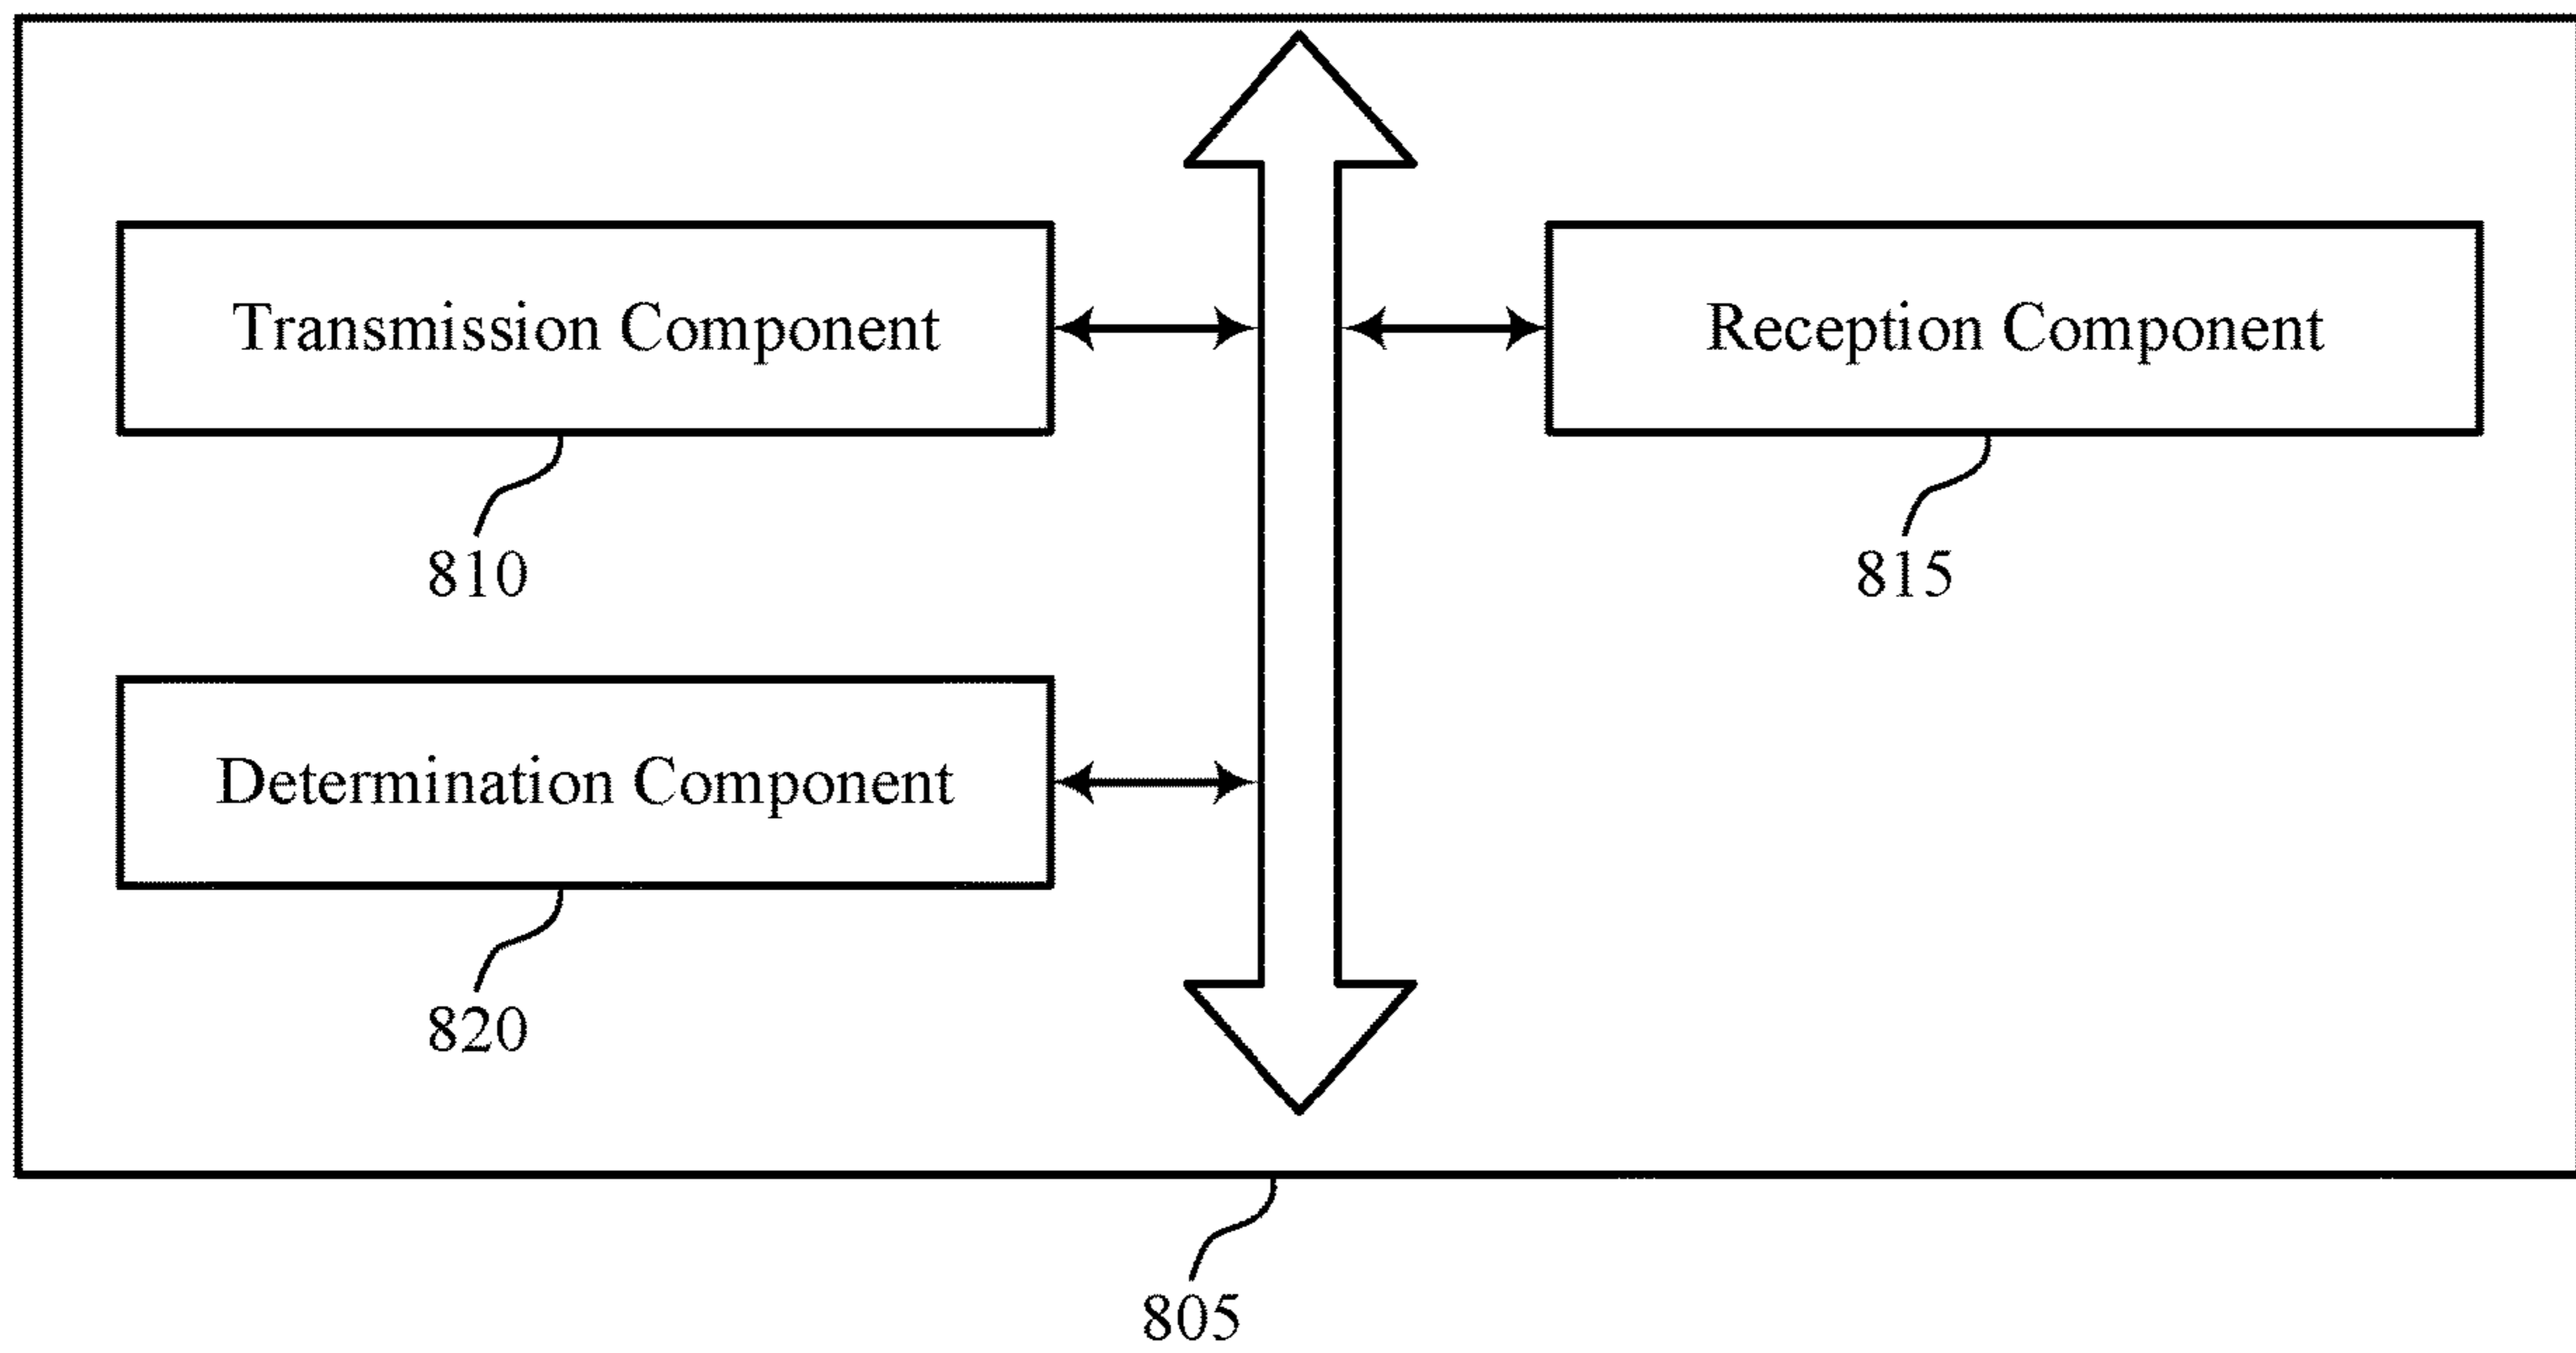 Transmission Component
Reception Component
810
815
Determination Component
820
805